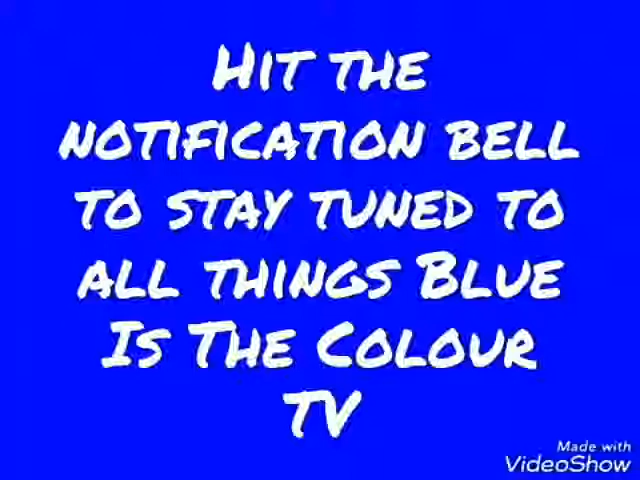 Hit the
notification bell
to stay tuned to
all things Blue
Is The Colour
TV
Made with
VideoShow